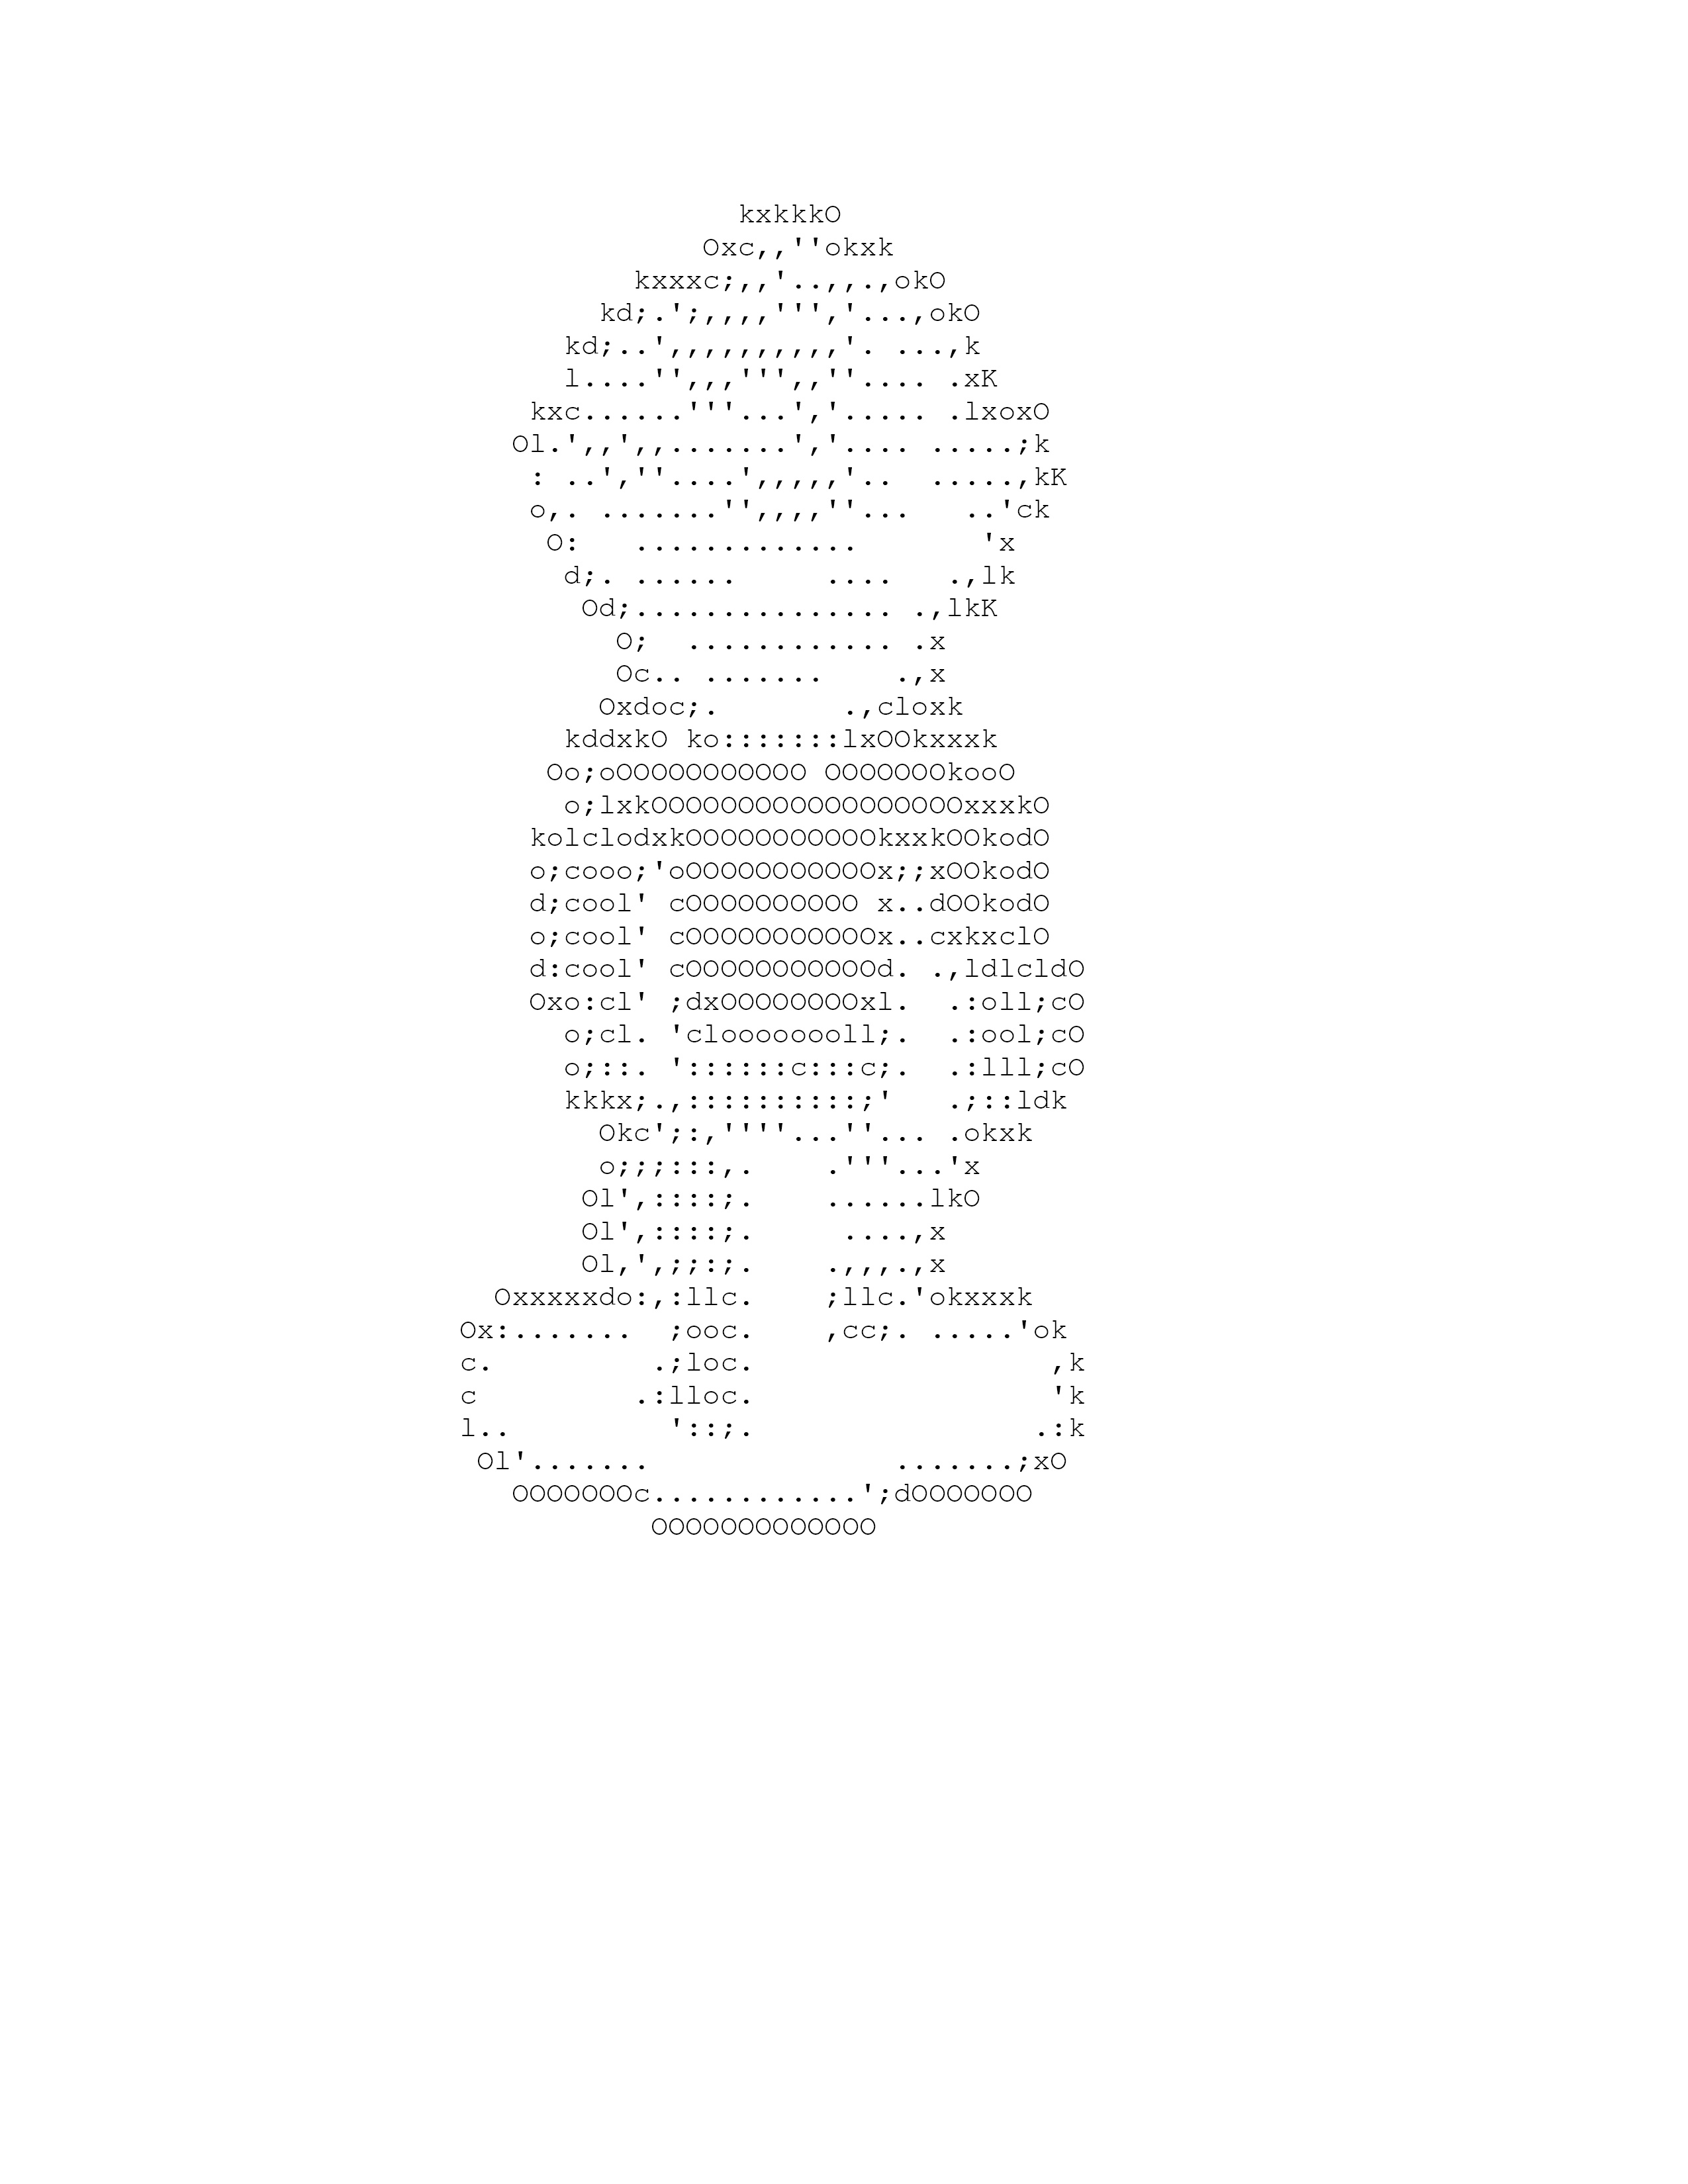 kxkkkO
Oxc,,''okxk
kxxxc;,,'..,,.,okO
kd;.';,,,,''','...,okO
kd;..',,,,,,,,,,'. ...,k
l....'',,,''',,''.... .xK
kxc......'''...','..... .lxoxO
Ol.',,',,.......','.... .....;k
: ..',''....',,,,,'..  .....,kK
o,. .......'',,,,''...   ..'ck
O:   .............       'x
d;. ......     ....   .,lk
Od;............... .,lkK
O;  ............ .x
Oc.. .......    .,x
Oxdoc;.       .,cloxk
kddxkO ko:::::::lxOOkxxxk
Oo;oOOOOOOOOOOO OOOOOOOkooO
o;lxkOOOOOOOOOOOOOOOOOOxxxkO
kolclodxkOOOOOOOOOOOkxxkOOkodO
o;cooo;'oOOOOOOOOOOOx;;xOOkodO
d;cool' cOOOOOOOOOO x..dOOkodO
o;cool' cOOOOOOOOOOOx..cxkxclO
d:cool' cOOOOOOOOOOOd. .,ldlcldO
Oxo:cl' ;dxOOOOOOOOxl.  .:oll;cO
o;cl. 'cloooooooll;.  .:ool;cO
o;::. '::::::c:::c;.  .:lll;cO
kkkx;.,::::::::::;'   .;::ldk
Okc';:,''''...''... .okxk
o;;;:::,.    .'''...'x
Ol',::::;.    ......lkO
Ol',::::;.     ....,x
Ol,',;;:;.    .,,,.,x
Oxxxxxdo:,:llc.    ;llc.'okxxxk
Ox:.......  ;ooc.    ,cc;. .....'ok
c.         .;loc.                 ,k
c         .:lloc.                 'k
l..         '::;.                .:k
Ol'.......              .......;xO
OOOOOOOc............';dOOOOOOO
OOOOOOOOOOOOO